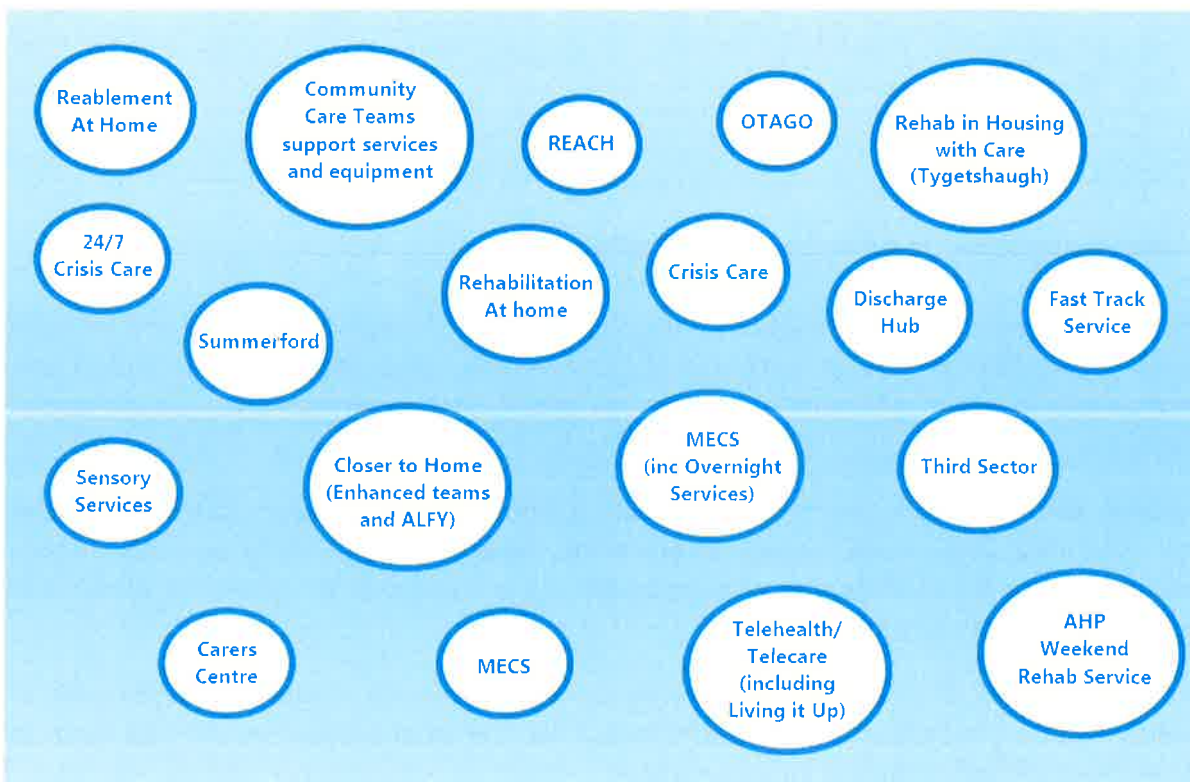 Reablement
At Home
Community
Care Teams
support services
and equipment
REACH
OTAGO
Rehab in Housing
with Care
(Tygetshaugh)
24/7
Crisis Care
Summerford
Rehabilitation
At home
Crisis Care
Discharge
Hub
Fast Track
Service
Sensory
Services
Closer to Home
(Enhanced teams
and ALFY)
MECS
(inc Overnight
Services)
Third Sector
Carers
Centre
MECS
Telehealth/
Telecare
(including
Living it Up)
AHP
Weekend
Rehab Service